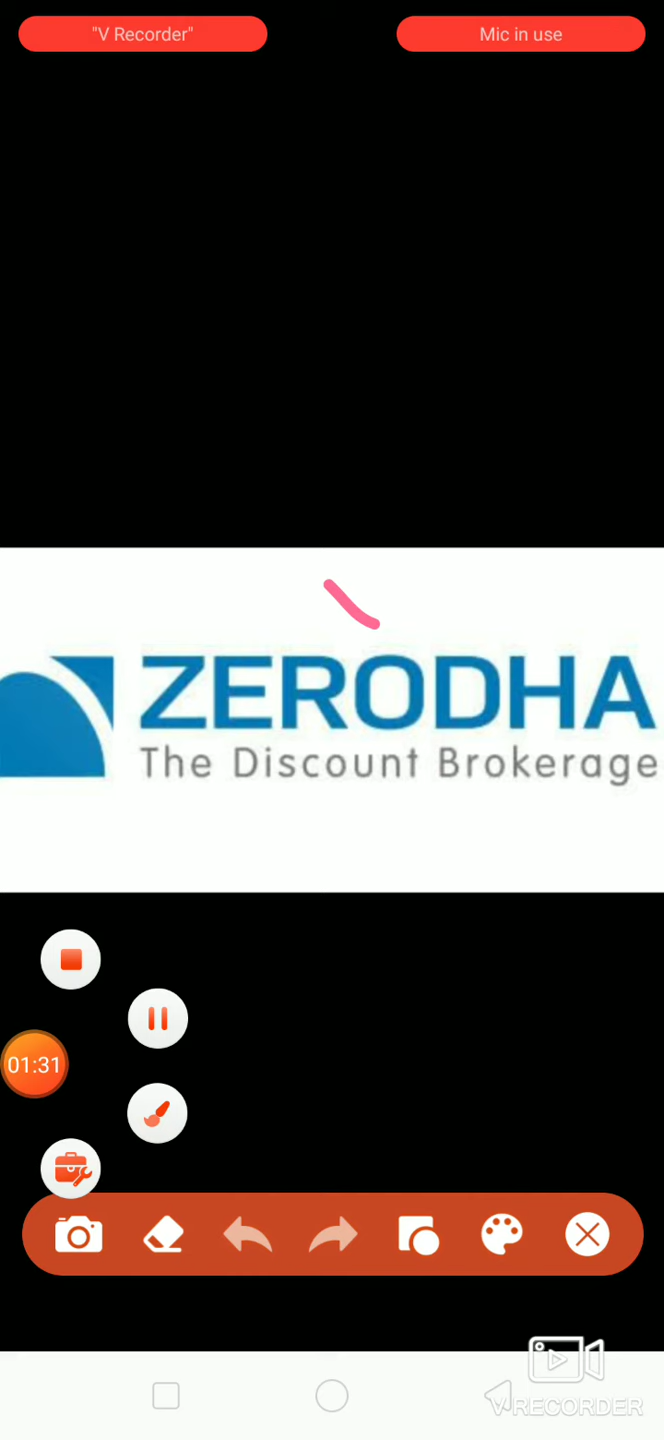 "V Recorder"
Mic in use
ZERODHA
The Discount Brokerage
01:31
V RECORDER